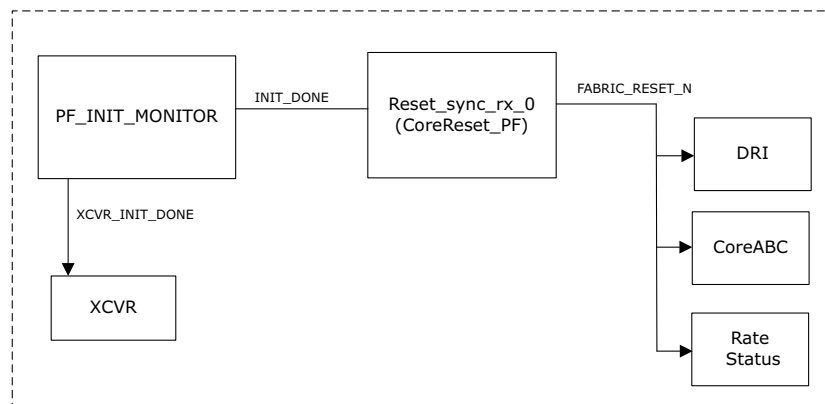 PF_INIT_MONITOR
INIT_DONE
Reset_sync_rx_0
(CoreReset_PF)
FABRIC_RESET_N
DRI
XCVR_INIT_DONE
CoreABC
XCVR
Rate
Status